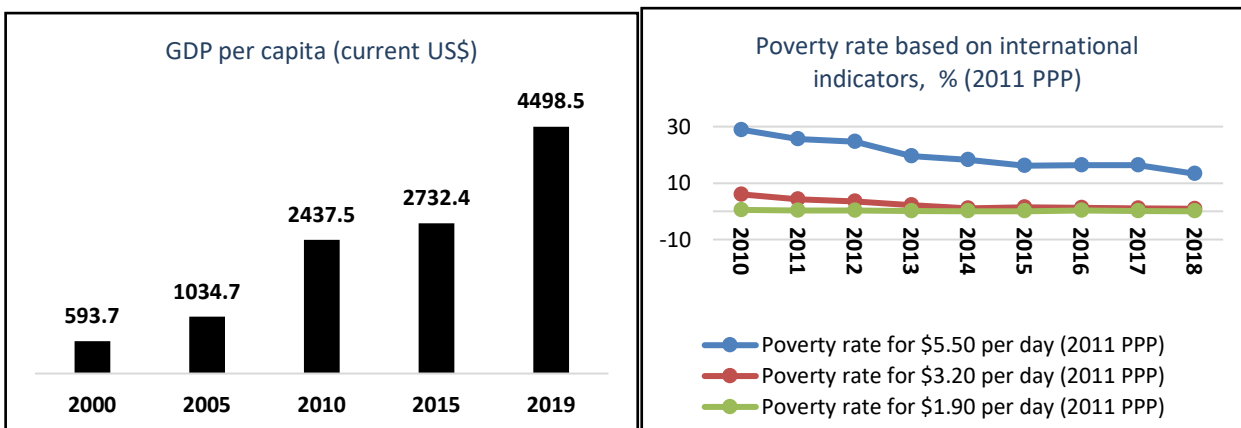 GDP per capita (current US$)
4498.5
2732.4
2437.5
1034.7
593.7
2000 2005 2010 2015 2019
Poverty rate based on international
indicators, % (2011 PPP)
30
10
-10
2010 2011 2012 2013 2014 2015 2016 2017 2018
Poverty rate for $5.50 per day (2011 PPP)
Poverty rate for $3.20 per day (2011 PPP)
Poverty rate for $1.90 per day (2011 PPP)